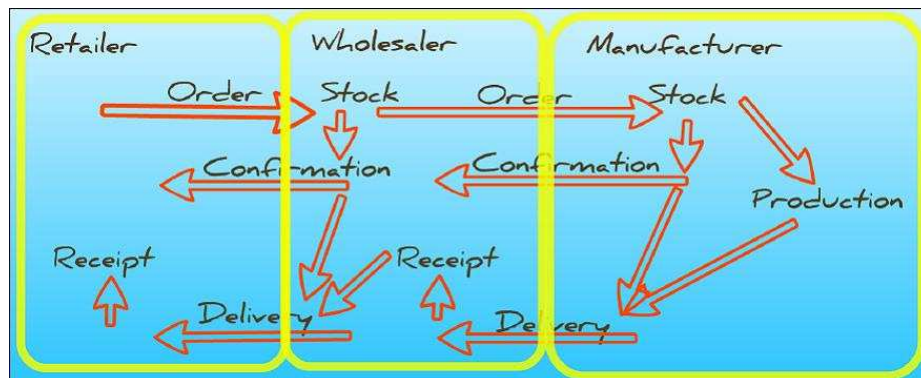 Retailer
Wholesaler
Manufacturer
Order
Stock
Order
Stock
Confirmation
Confirmation
Production
Receipt
Receipt
Delivery
Delivery